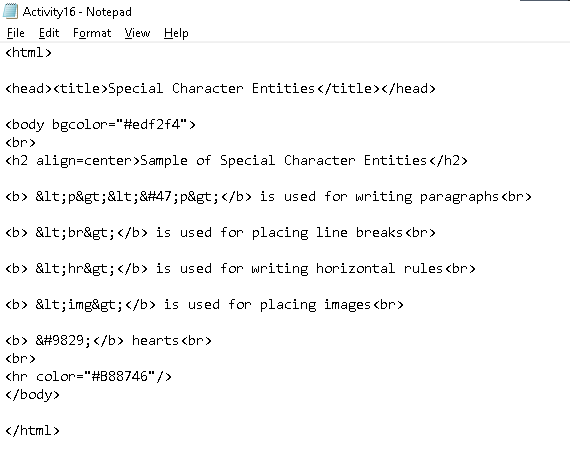 Activity16 - Notepad
File Edit Format View Help
<html>
<head><title>Special Character Entities</title></head>
<body bgcolor="#edf2f4">
<br>
<h2 align=center>Sample of Special Character Entities</h2>
<b> &lt;p&gt;&lt;&#47;p&gt;</b> is used for writing paragraphs<br>
<b> &lt;br&gt;</b> is used for placing line breaks<br>
<b> &lt;hr&gt;</b> is used for writing horizontal rules<br>
<b> &lt;img&gt;</b> is used for placing images<br>
<b> &#9829;</b> hearts<br>
<br>
<hr color="#B88746"/>
</body>
</html>